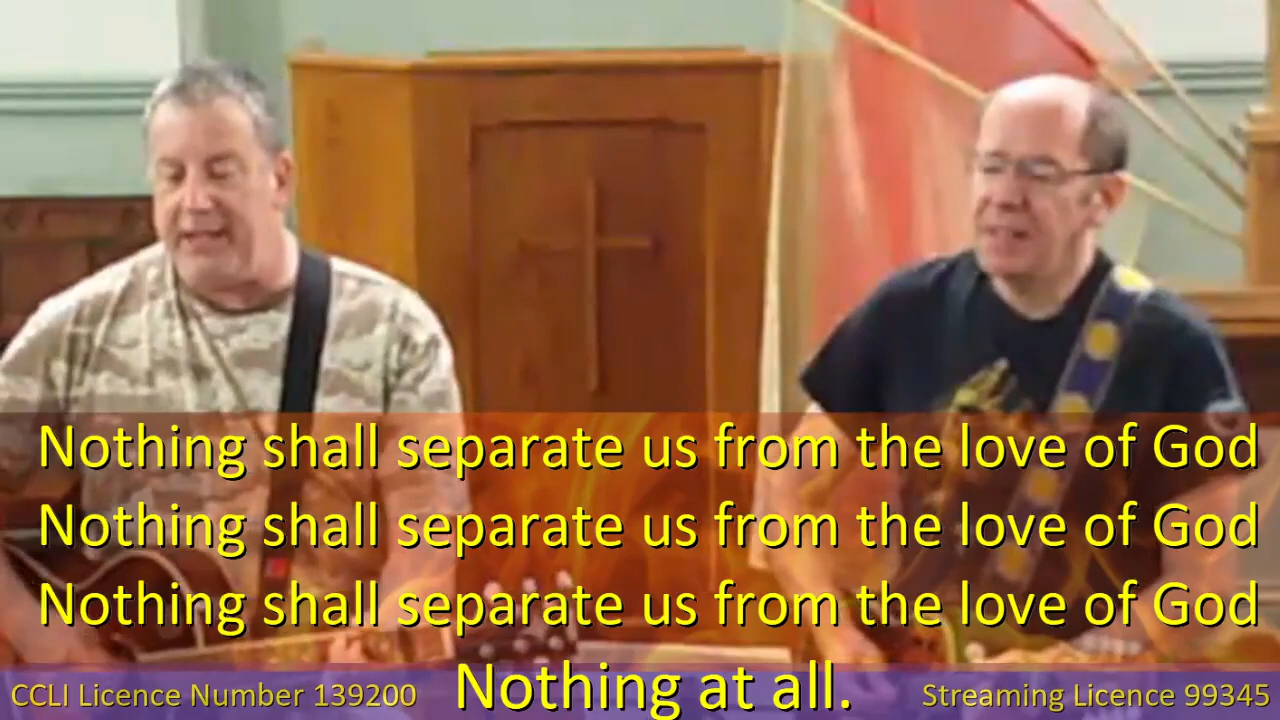 Nothing shall separate us from the love of God
Nothing shall separate us from the love of God
Nothing shall separate us from the love of God
Nothing at all.
CCLI Licence Number 139200
Streaming Licence 99345